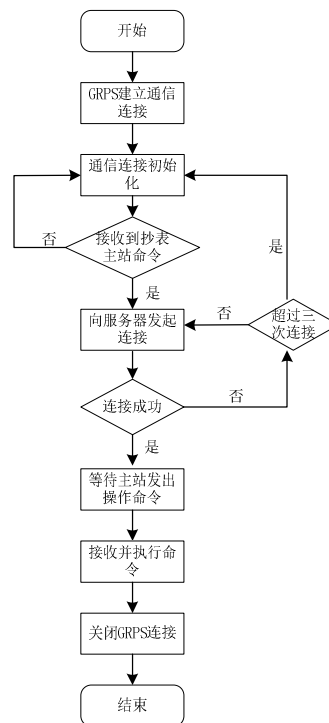 开始
GRPS建立通信
连接
通信连接初始
化
否
接收到抄表
主站命令
是
是
向服务器发起
连接
否
超过三
次连接
连接成功
否
是
等待主站发出
操作命令
接收并执行命
令
关闭GRPS连接
结束